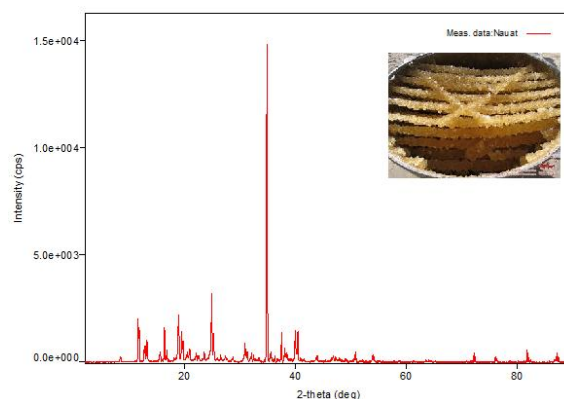 Meas. data:Nauat
1.5e+004
1.0e+004
5.0e+003
0.0e+000
Intensity (cps)
20
40
60
80
2-theta (deg)